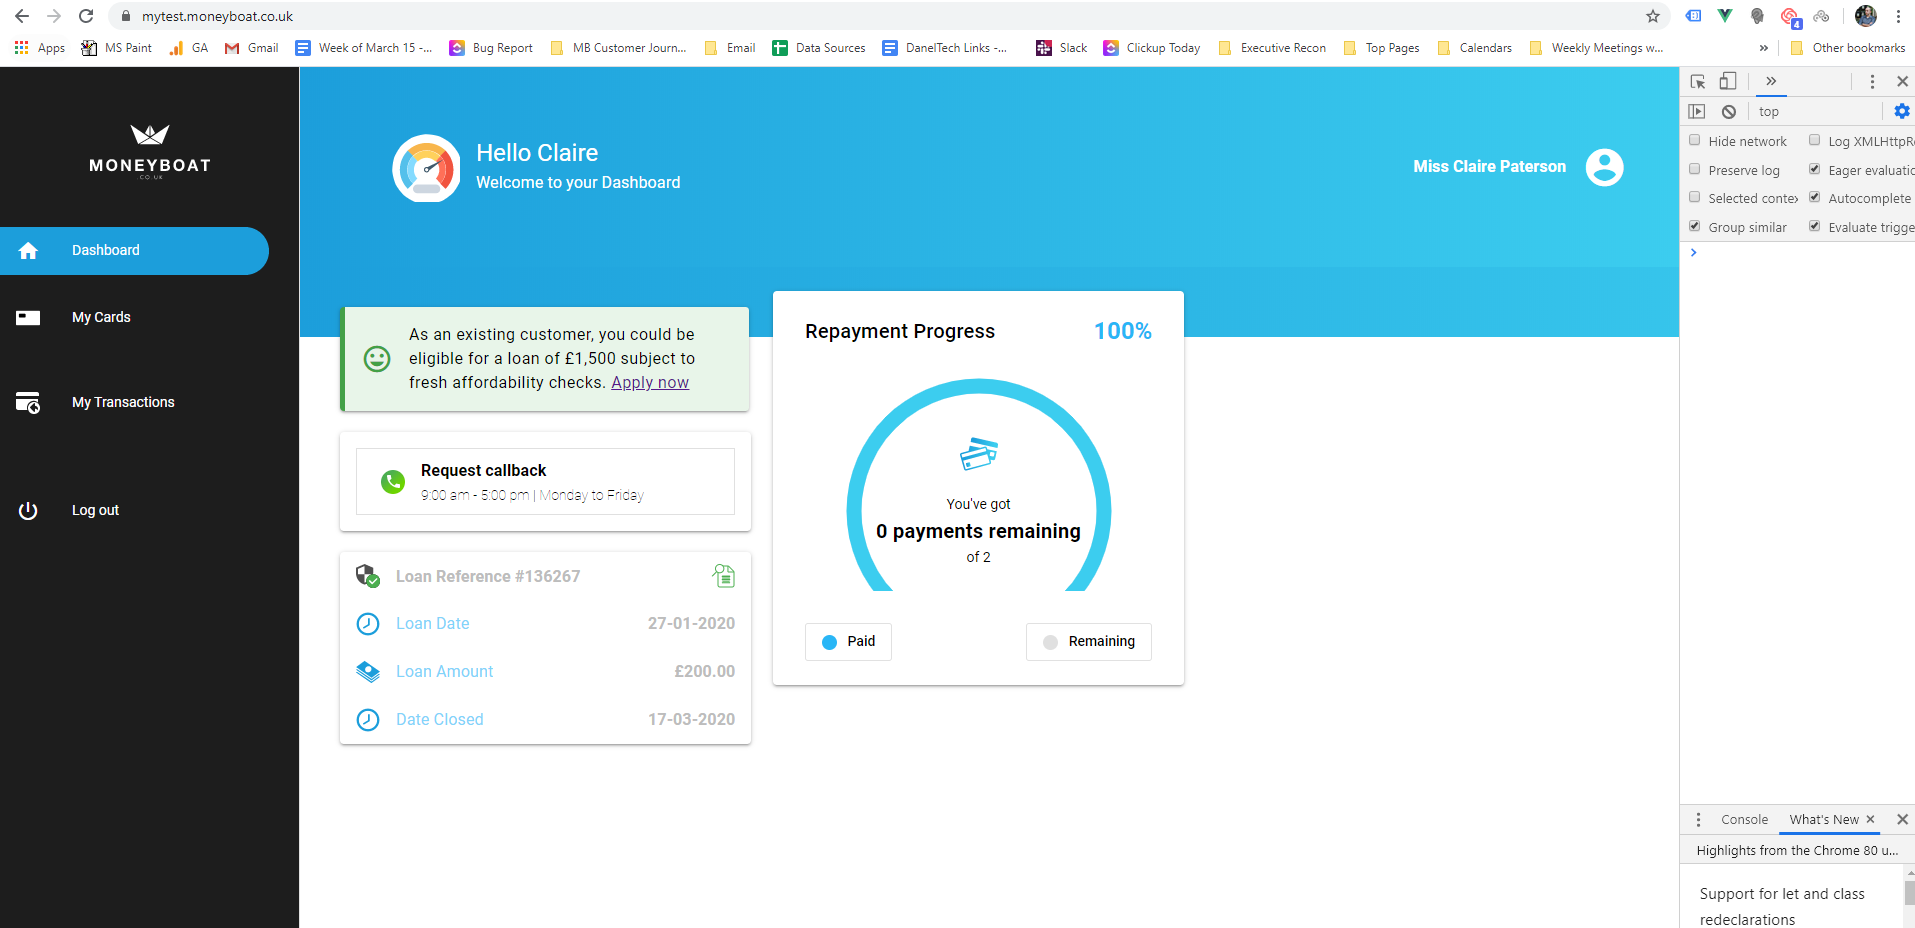 mytest.moneyboat.co.uk
Apps MS Paint GA Gmail Week of March 15 -... Bug Report MB Customer Journ... Email Data Sources DanelTech Links -... Slack Clickup Today Executive Recon Top Pages Calendars Weekly Meetings w... » Other bookmarks
MONEYBOAT
.CO.UK
Dashboard
My Cards
My Transactions
Log out
Hello Claire
Welcome to your Dashboard
Miss Claire Paterson
As an existing customer, you could be
eligible for a loan of £1,500 subject to
fresh affordability checks. Apply now
Request callback
9:00 am - 5:00 pm | Monday to Friday
Loan Reference #136267
Loan Date 27-01-2020
Loan Amount £200.00
Date Closed 17-03-2020
Repayment Progress 100%
You've got
0 payments remaining
of 2
Paid Remaining
top
Hide network Log XMLHttpRe
Preserve log Eager evaluatio
Selected contex Autocomplete
Group similar Evaluate trigge
4
Console What's New
Highlights from the Chrome 80 u...
Support for let and class
redeclarations